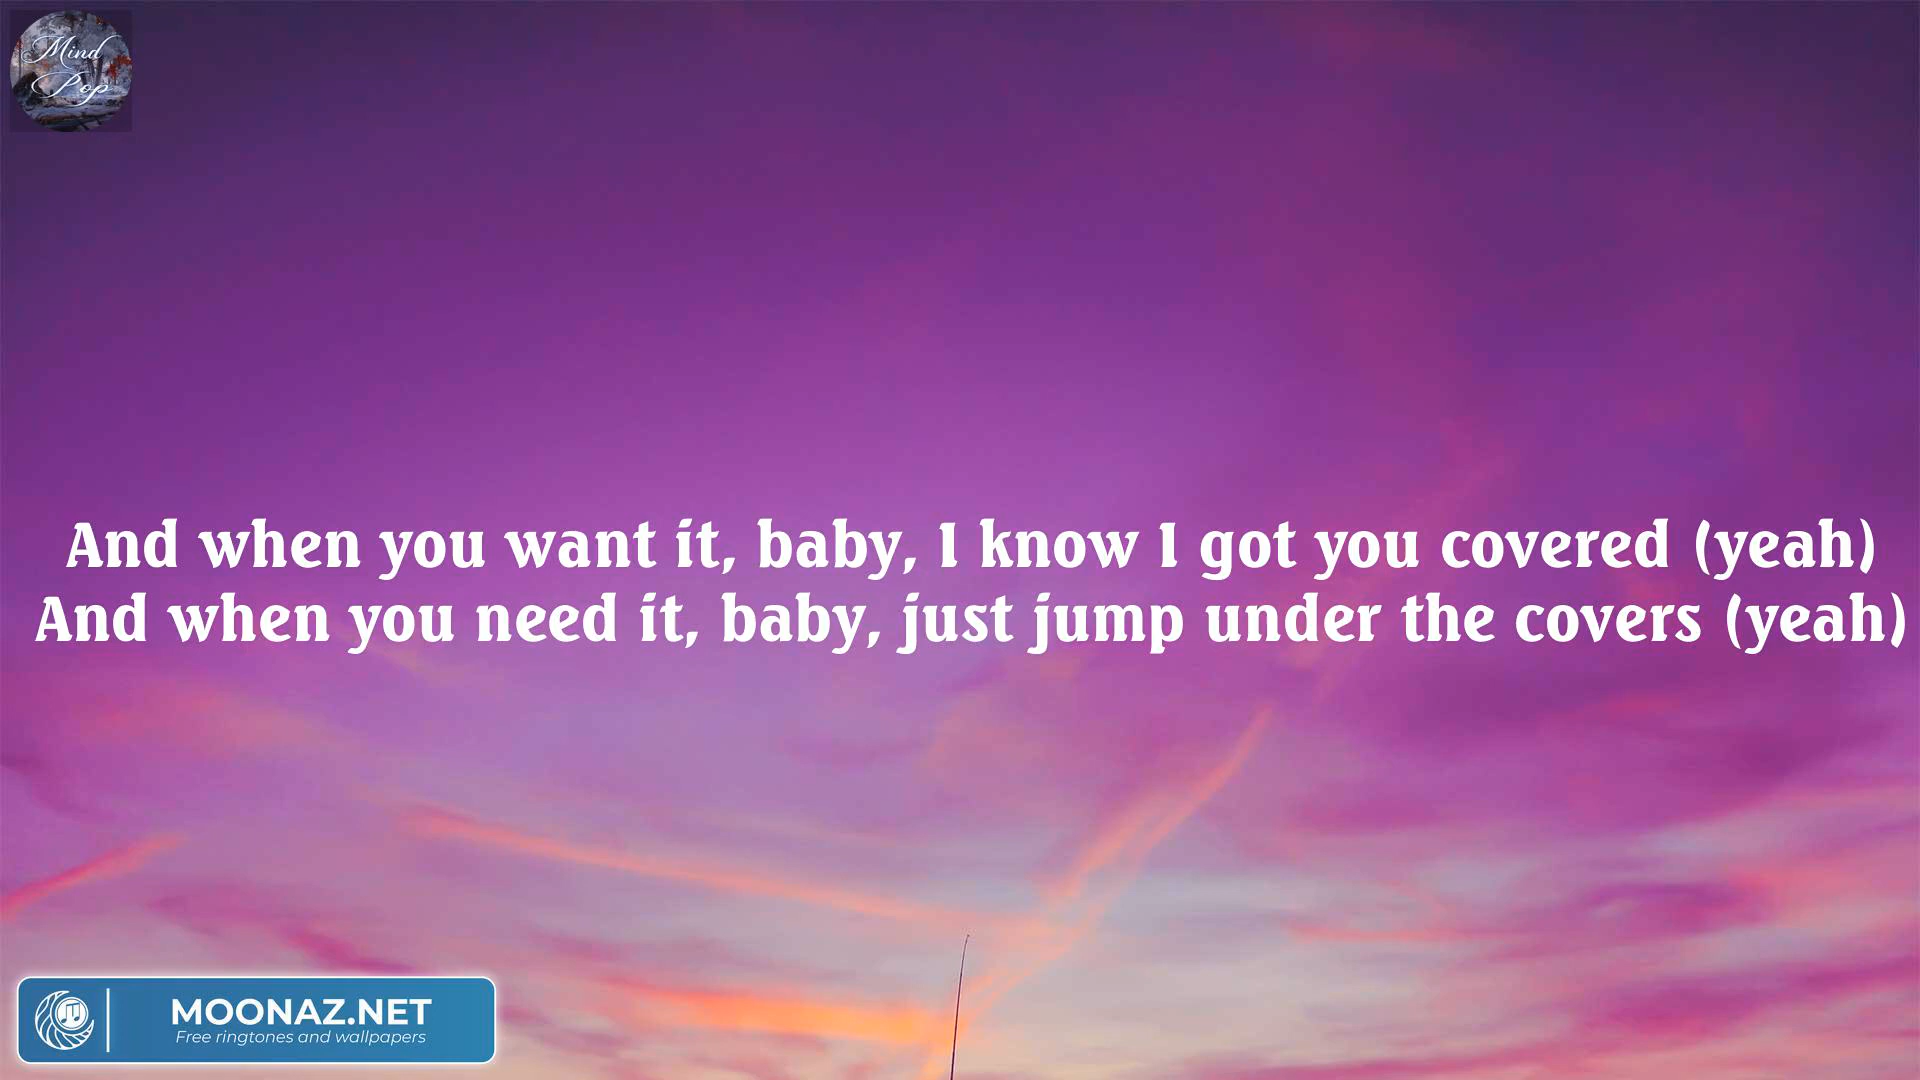 Mind
Pop
And when you want it, baby, I know I got you covered (yeah)
And when you need it, baby, just jump under the covers (yeah)
MOONAZ.NET
Free ringtones and wallpapers